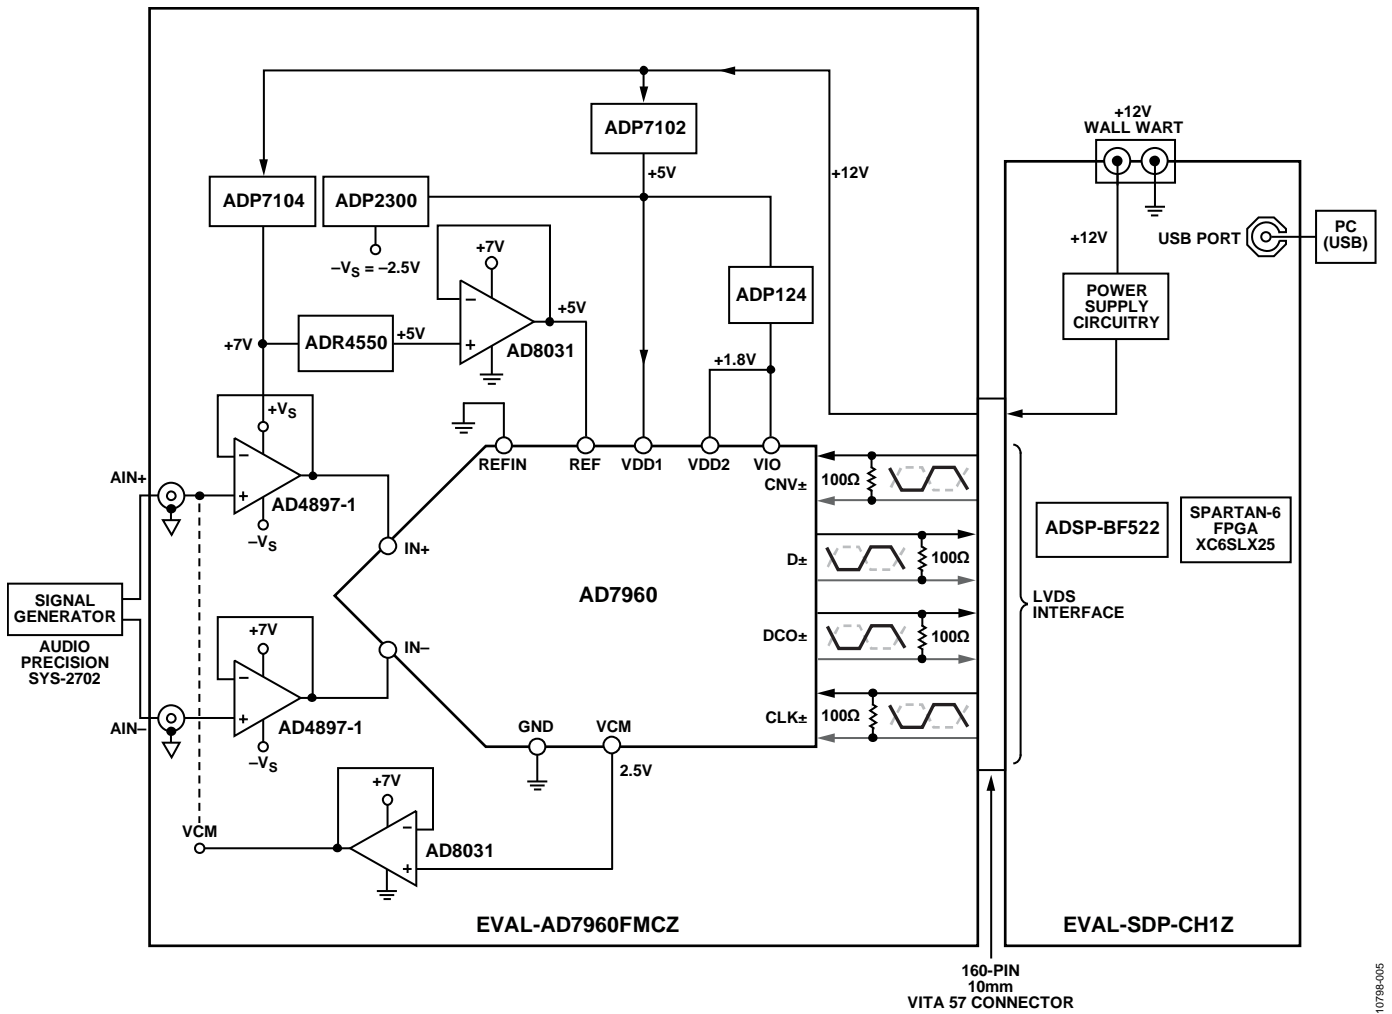 +12V
WALL WART
ADP7102
+5V
+12V
ADP7104
ADP2300
–VS = –2.5V
+7V
USB PORT
PC
(USB)
+12V
ADP124
POWER
SUPPLY
CIRCUITRY
+5V
+7V
ADR4550
+5V
–
+
AD8031
+1.8V
+VS
REFIN
REF
VDD1
VDD2
VIO
AIN+
–
+
AD4897-1
–VS
CNV±
100Ω
ADSP-BF522
SPARTAN-6
FPGA
XC6SLX25
IN+
D±
100Ω
SIGNAL
GENERATOR
AUDIO
PRECISION
SYS-2702
AD7960
LVDS
INTERFACE
+7V
IN–
DCO±
100Ω
AIN–
–
+
AD4897-1
–VS
CLK±
100Ω
GND
VCM
2.5V
+7V
VCM
–
+
AD8031
EVAL-AD7960FMCZ
EVAL-SDP-CH1Z
160-PIN
10mm
VITA 57 CONNECTOR
10798-005